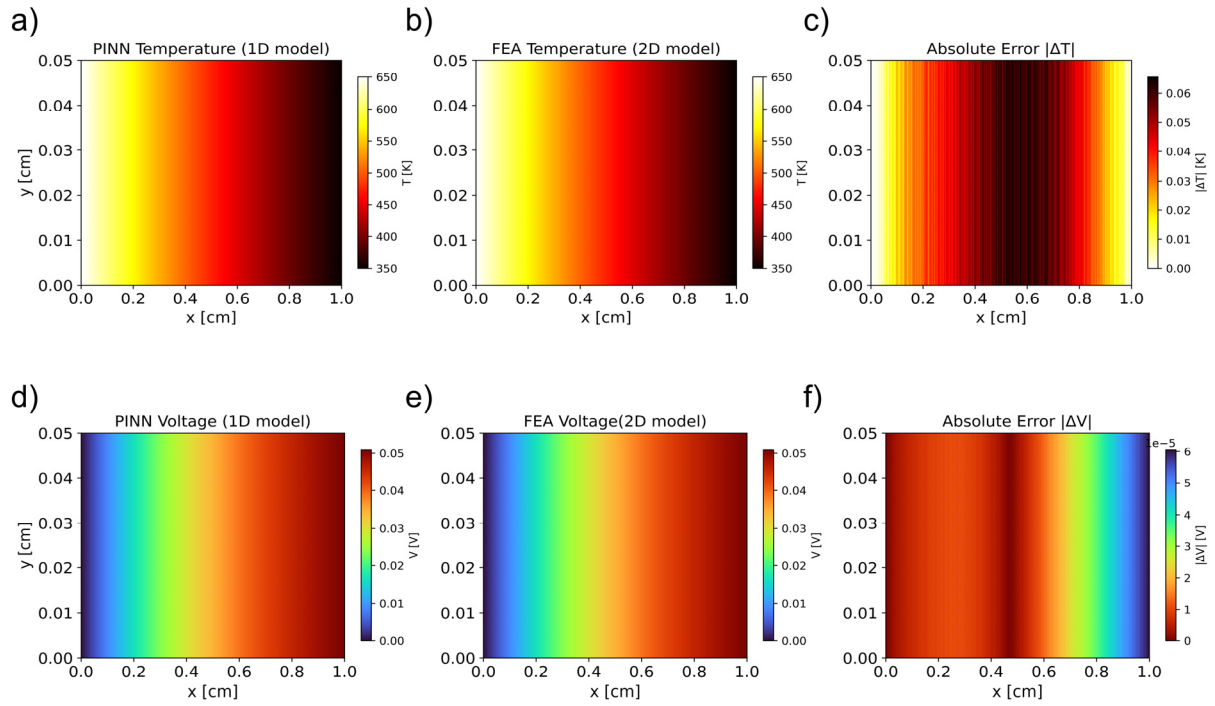 a)
PINN Temperature (1D model)
0.05
0.04
0.03
0.02
0.01
0.00
y [cm]
0.0 0.2 0.4 0.6 0.8 1.0
x [cm]
650
600
550
500
450
400
350
T [K]
b)
FEA Temperature (2D model)
0.05
0.04
0.03
0.02
0.01
0.00
0.0 0.2 0.4 0.6 0.8 1.0
x [cm]
650
600
550
500
450
400
350
T [K]
c)
Absolute Error |ΔT|
0.05
0.04
0.03
0.02
0.01
0.00
0.0 0.2 0.4 0.6 0.8 1.0
x [cm]
0.06
0.05
0.04
0.03
0.02
0.01
0.00
|ΔT| [K]
d)
PINN Voltage (1D model)
0.05
0.04
0.03
0.02
0.01
0.00
y [cm]
0.0 0.2 0.4 0.6 0.8 1.0
x [cm]
0.05
0.04
0.03
0.02
0.01
0.00
V [V]
e)
FEA Voltage(2D model)
0.05
0.04
0.03
0.02
0.01
0.00
0.0 0.2 0.4 0.6 0.8 1.0
x [cm]
0.05
0.04
0.03
0.02
0.01
0.00
V [V]
f)
Absolute Error |ΔV|
0.05
0.04
0.03
0.02
0.01
0.00
0.0 0.2 0.4 0.6 0.8 1.0
x [cm]
1e−5
6
5
4
3
2
1
0
|ΔV| [V]